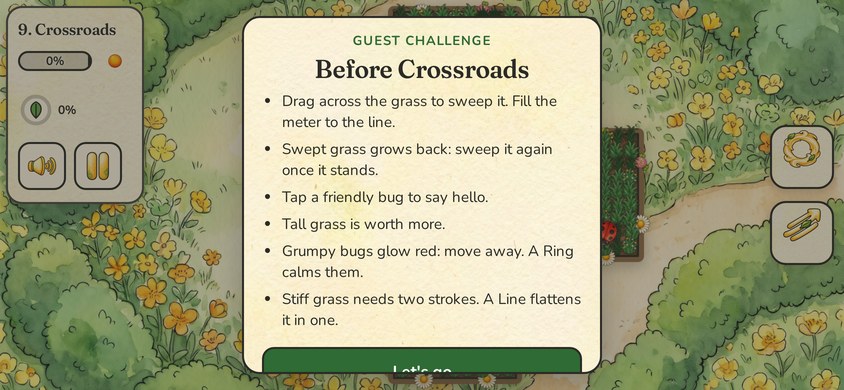 9. Crossroads
0%
0%
GUEST CHALLENGE
Before Crossroads
• Drag across the grass to sweep it. Fill the
meter to the line.
• Swept grass grows back: sweep it again
once it stands.
• Tap a friendly bug to say hello.
• Tall grass is worth more.
• Grumpy bugs glow red: move away. A Ring
calms them.
• Stiff grass needs two strokes. A Line flattens
it in one.
Let's go